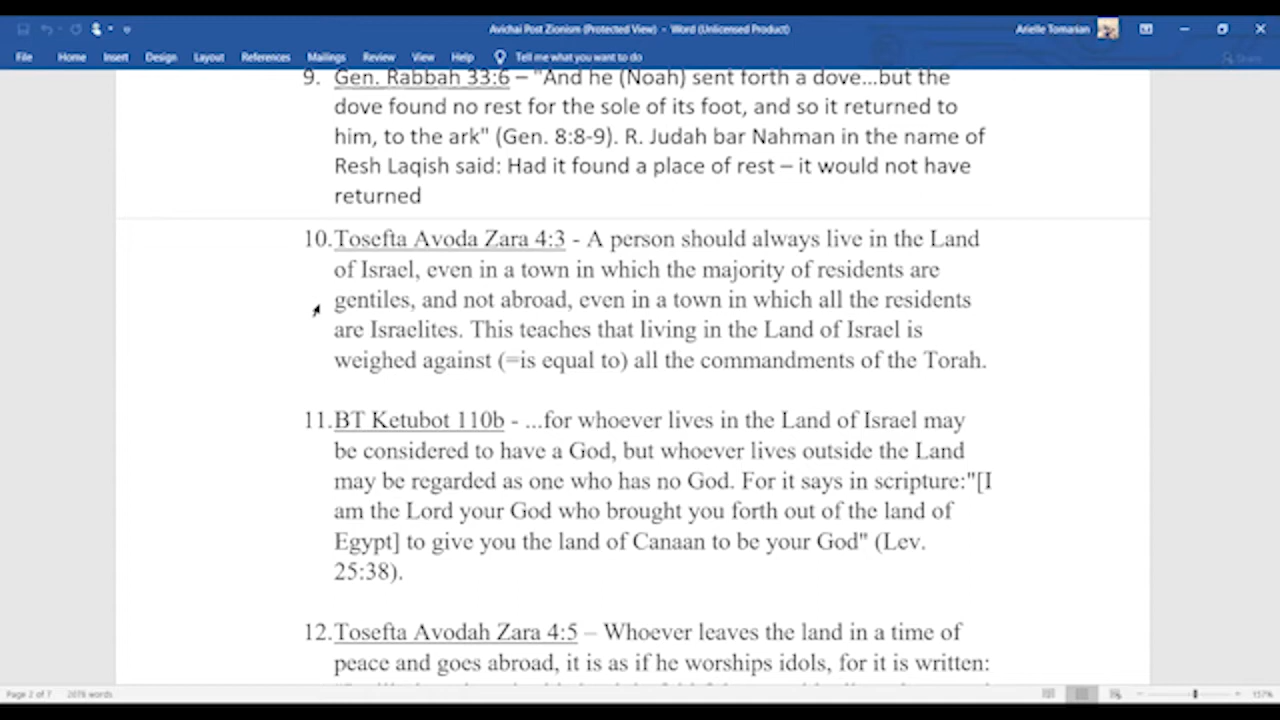 Avichai Post Zionism (Protected View) - Word (Unlicensed Product)
Arielle Tomarian
File Home Insert Design Layout References Mailings Review View Help Tell me what you want to do Share
9. Gen. Rabbah 33:6 – "And he (Noah) sent forth a dove...but the
dove found no rest for the sole of its foot, and so it returned to
him, to the ark" (Gen. 8:8-9). R. Judah bar Nahman in the name of
Resh Laqish said: Had it found a place of rest – it would not have
returned
10. Tosefta Avoda Zara 4:3 - A person should always live in the Land
of Israel, even in a town in which the majority of residents are
gentiles, and not abroad, even in a town in which all the residents
are Israelites. This teaches that living in the Land of Israel is
weighed against (=is equal to) all the commandments of the Torah.
11. BT Ketubot 110b - ...for whoever lives in the Land of Israel may
be considered to have a God, but whoever lives outside the Land
may be regarded as one who has no God. For it says in scripture:"[I
am the Lord your God who brought you forth out of the land of
Egypt] to give you the land of Canaan to be your God" (Lev.
25:38).
12. Tosefta Avodah Zara 4:5 – Whoever leaves the land in a time of
peace and goes abroad, it is as if he worships idols, for it is written:
Page 2 of 7 2078 words 157%